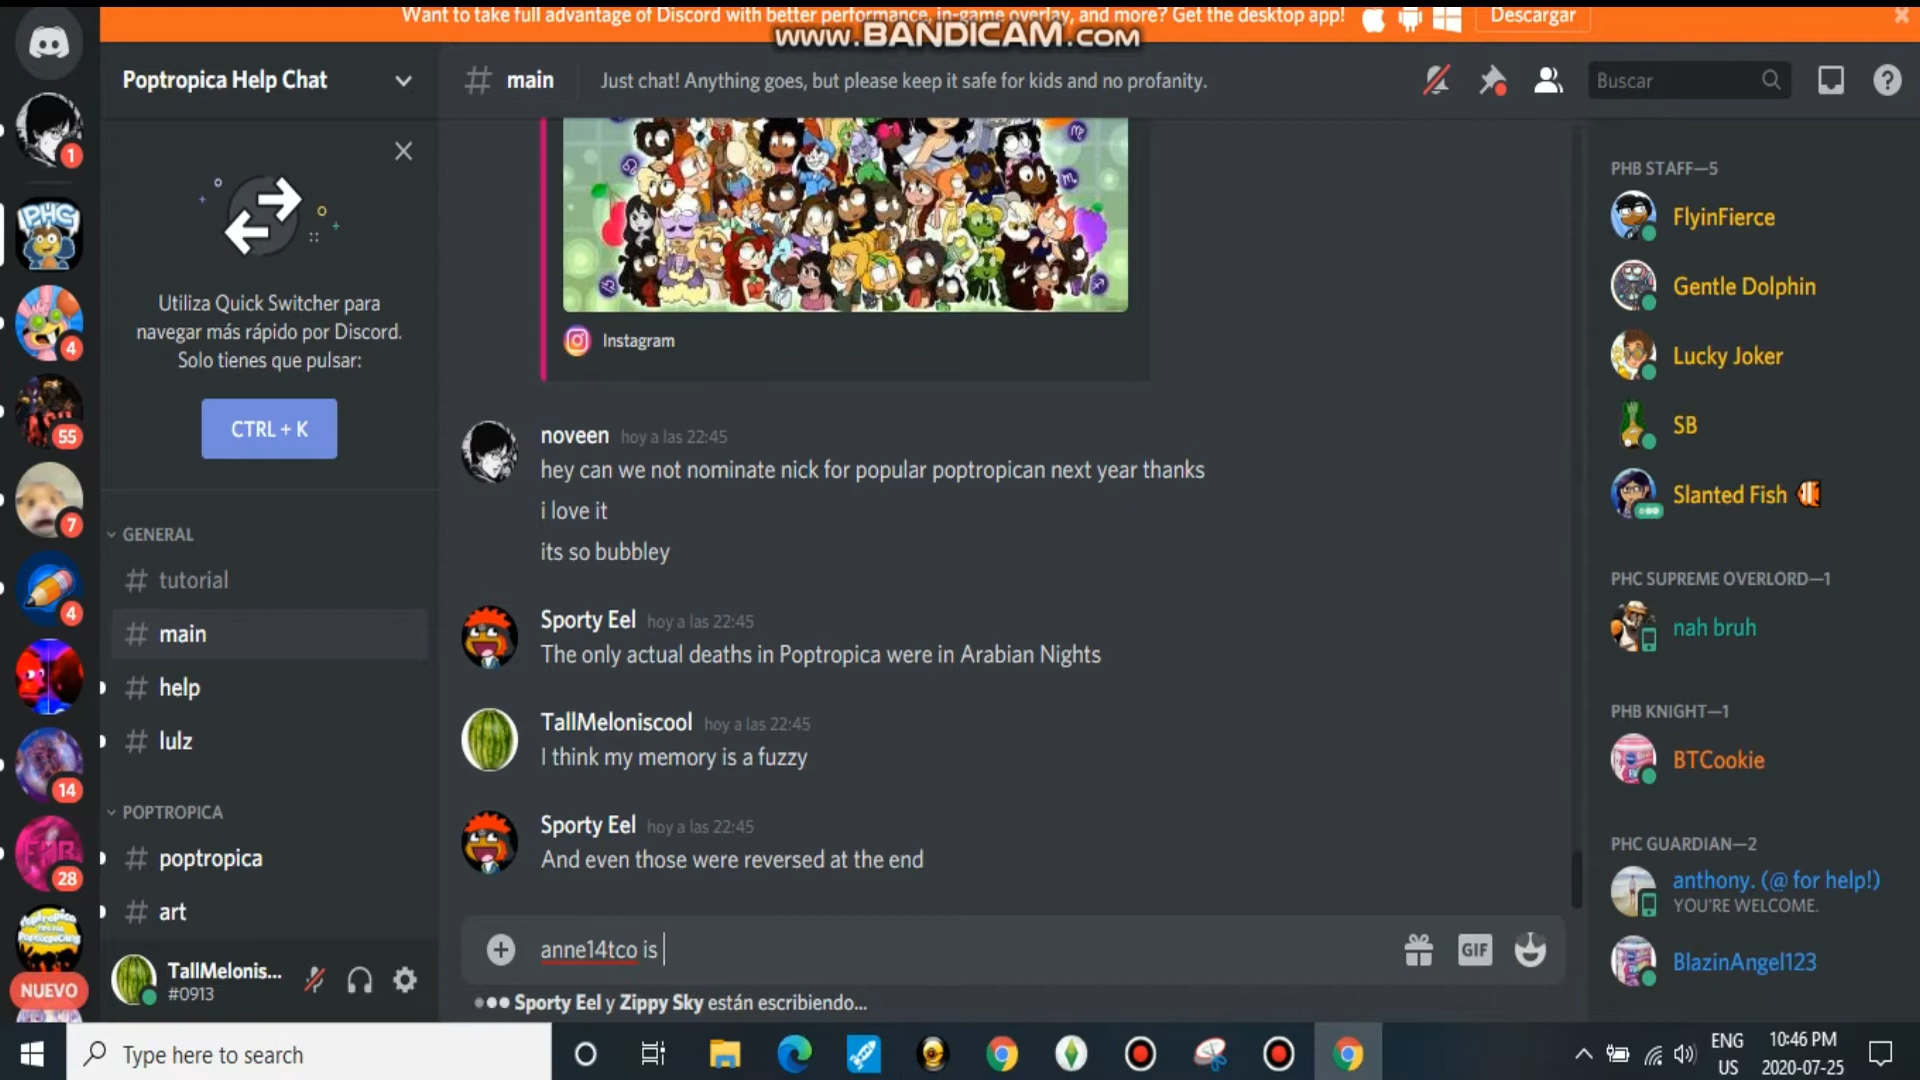 Want to take full advantage of Discord with better performance, in-game overlay, and more? Get the desktop app!
Descargar
www.BANDICAM.com
Poptropica Help Chat
main
Just chat! Anything goes, but please keep it safe for kids and no profanity.
Buscar
1
PHC
4
55
7
4
14
28
NUEVO
Utiliza Quick Switcher para
navegar más rápido por Discord.
Solo tienes que pulsar:
CTRL + K
GENERAL
# tutorial
# main
# help
# lulz
POPTROPICA
# poptropica
# art
TallMelonis...
#0913
Instagram
noveen hoy a las 22:45
hey can we not nominate nick for popular poptropican next year thanks
i love it
its so bubbley
Sporty Eel hoy a las 22:45
The only actual deaths in Poptropica were in Arabian Nights
TallMeloniscool hoy a las 22:45
I think my memory is a fuzzy
Sporty Eel hoy a las 22:45
And even those were reversed at the end
anne14tco is
GIF
Sporty Eel y Zippy Sky están escribiendo...
PHB STAFF—5
FlyinFierce
Gentle Dolphin
Lucky Joker
SB
Slanted Fish
PHC SUPREME OVERLORD—1
nah bruh
PHB KNIGHT—1
BTCookie
PHC GUARDIAN—2
anthony. (@ for help!)
YOU'RE WELCOME.
BlazinAngel123
Type here to search
ENG
US
10:46 PM
2020-07-25